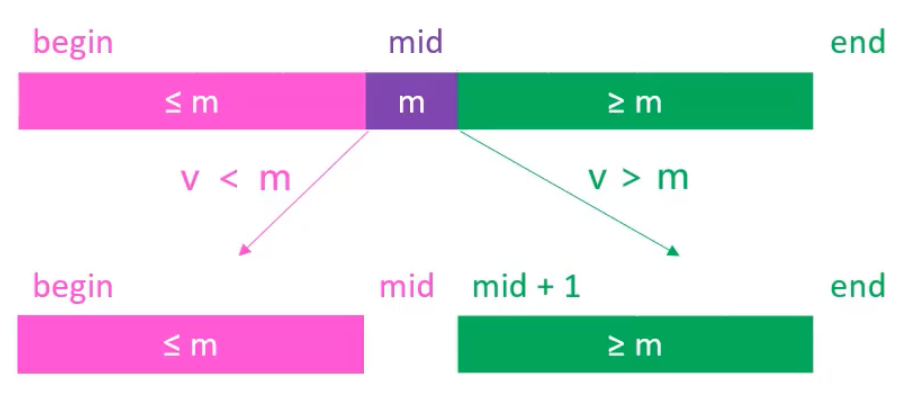 begin mid end
≤ m m ≥ m
v < m v > m
begin mid mid + 1 end
≤ m ≥ m